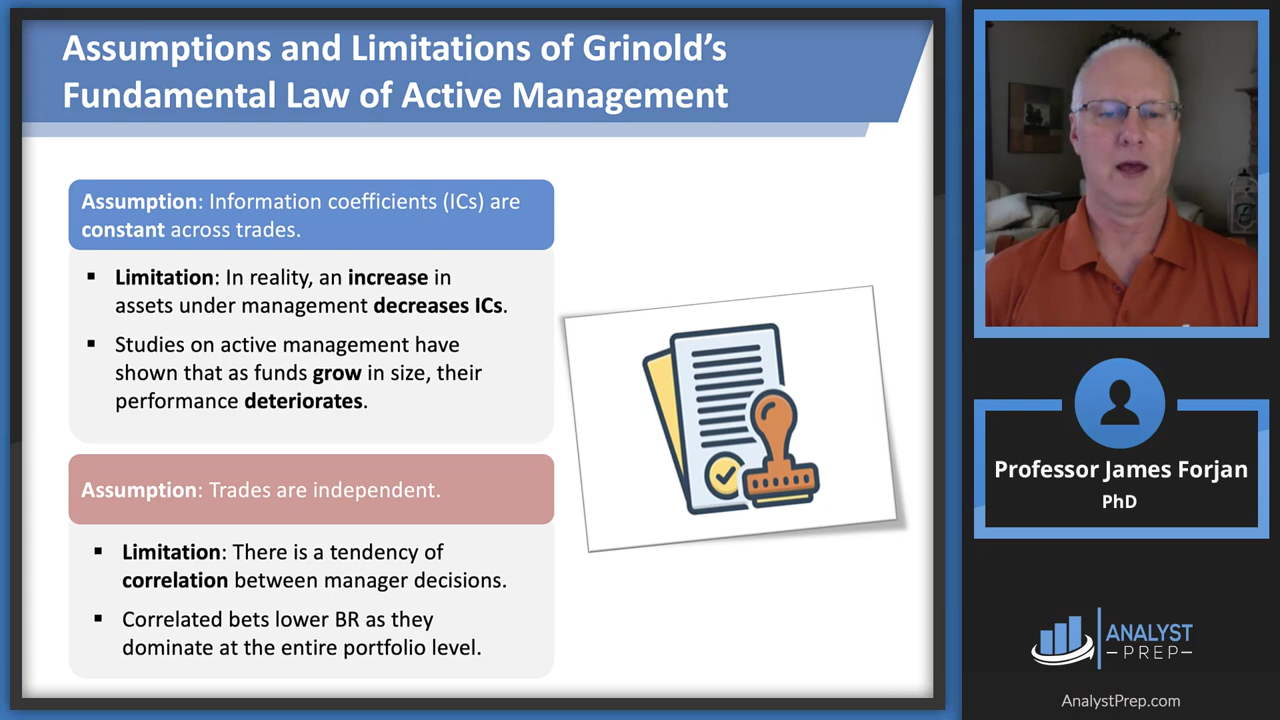 Assumptions and Limitations of Grinold’s
Fundamental Law of Active Management
Assumption: Information coefficients (ICs) are
constant across trades.
▪ Limitation: In reality, an increase in
assets under management decreases ICs.
▪ Studies on active management have
shown that as funds grow in size, their
performance deteriorates.
Assumption: Trades are independent.
▪ Limitation: There is a tendency of
correlation between manager decisions.
▪ Correlated bets lower BR as they
dominate at the entire portfolio level.
Professor James Forjan
PhD
ANALYST
PREP
AnalystPrep.com